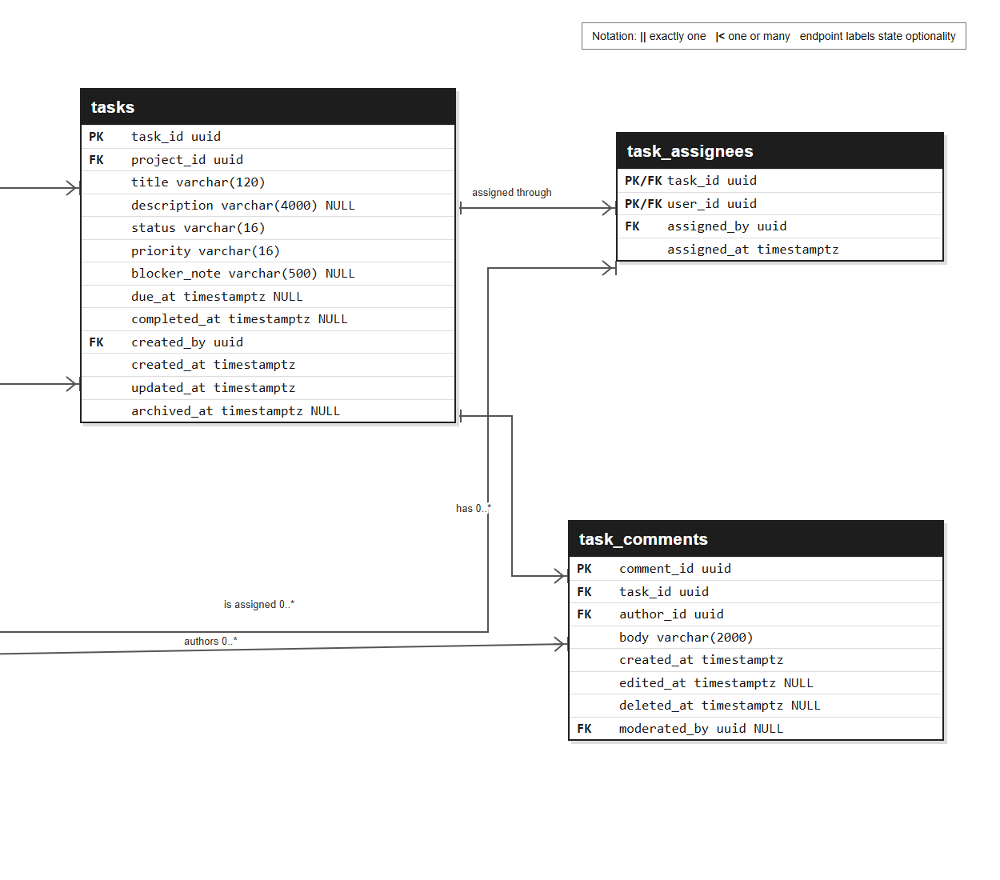 Notation: || exactly one |< one or many endpoint labels state optionality
tasks
PK task_id uuid
FK project_id uuid
title varchar(120)
description varchar(4000) NULL
status varchar(16)
priority varchar(16)
blocker_note varchar(500) NULL
due_at timestamptz NULL
completed_at timestamptz NULL
FK created_by uuid
created_at timestamptz
updated_at timestamptz
archived_at timestamptz NULL
assigned through
task_assignees
PK/FK task_id uuid
PK/FK user_id uuid
FK assigned_by uuid
assigned_at timestamptz
has 0..*
task_comments
PK comment_id uuid
FK task_id uuid
FK author_id uuid
body varchar(2000)
created_at timestamptz
edited_at timestamptz NULL
deleted_at timestamptz NULL
FK moderated_by uuid NULL
is assigned 0..*
authors 0..*